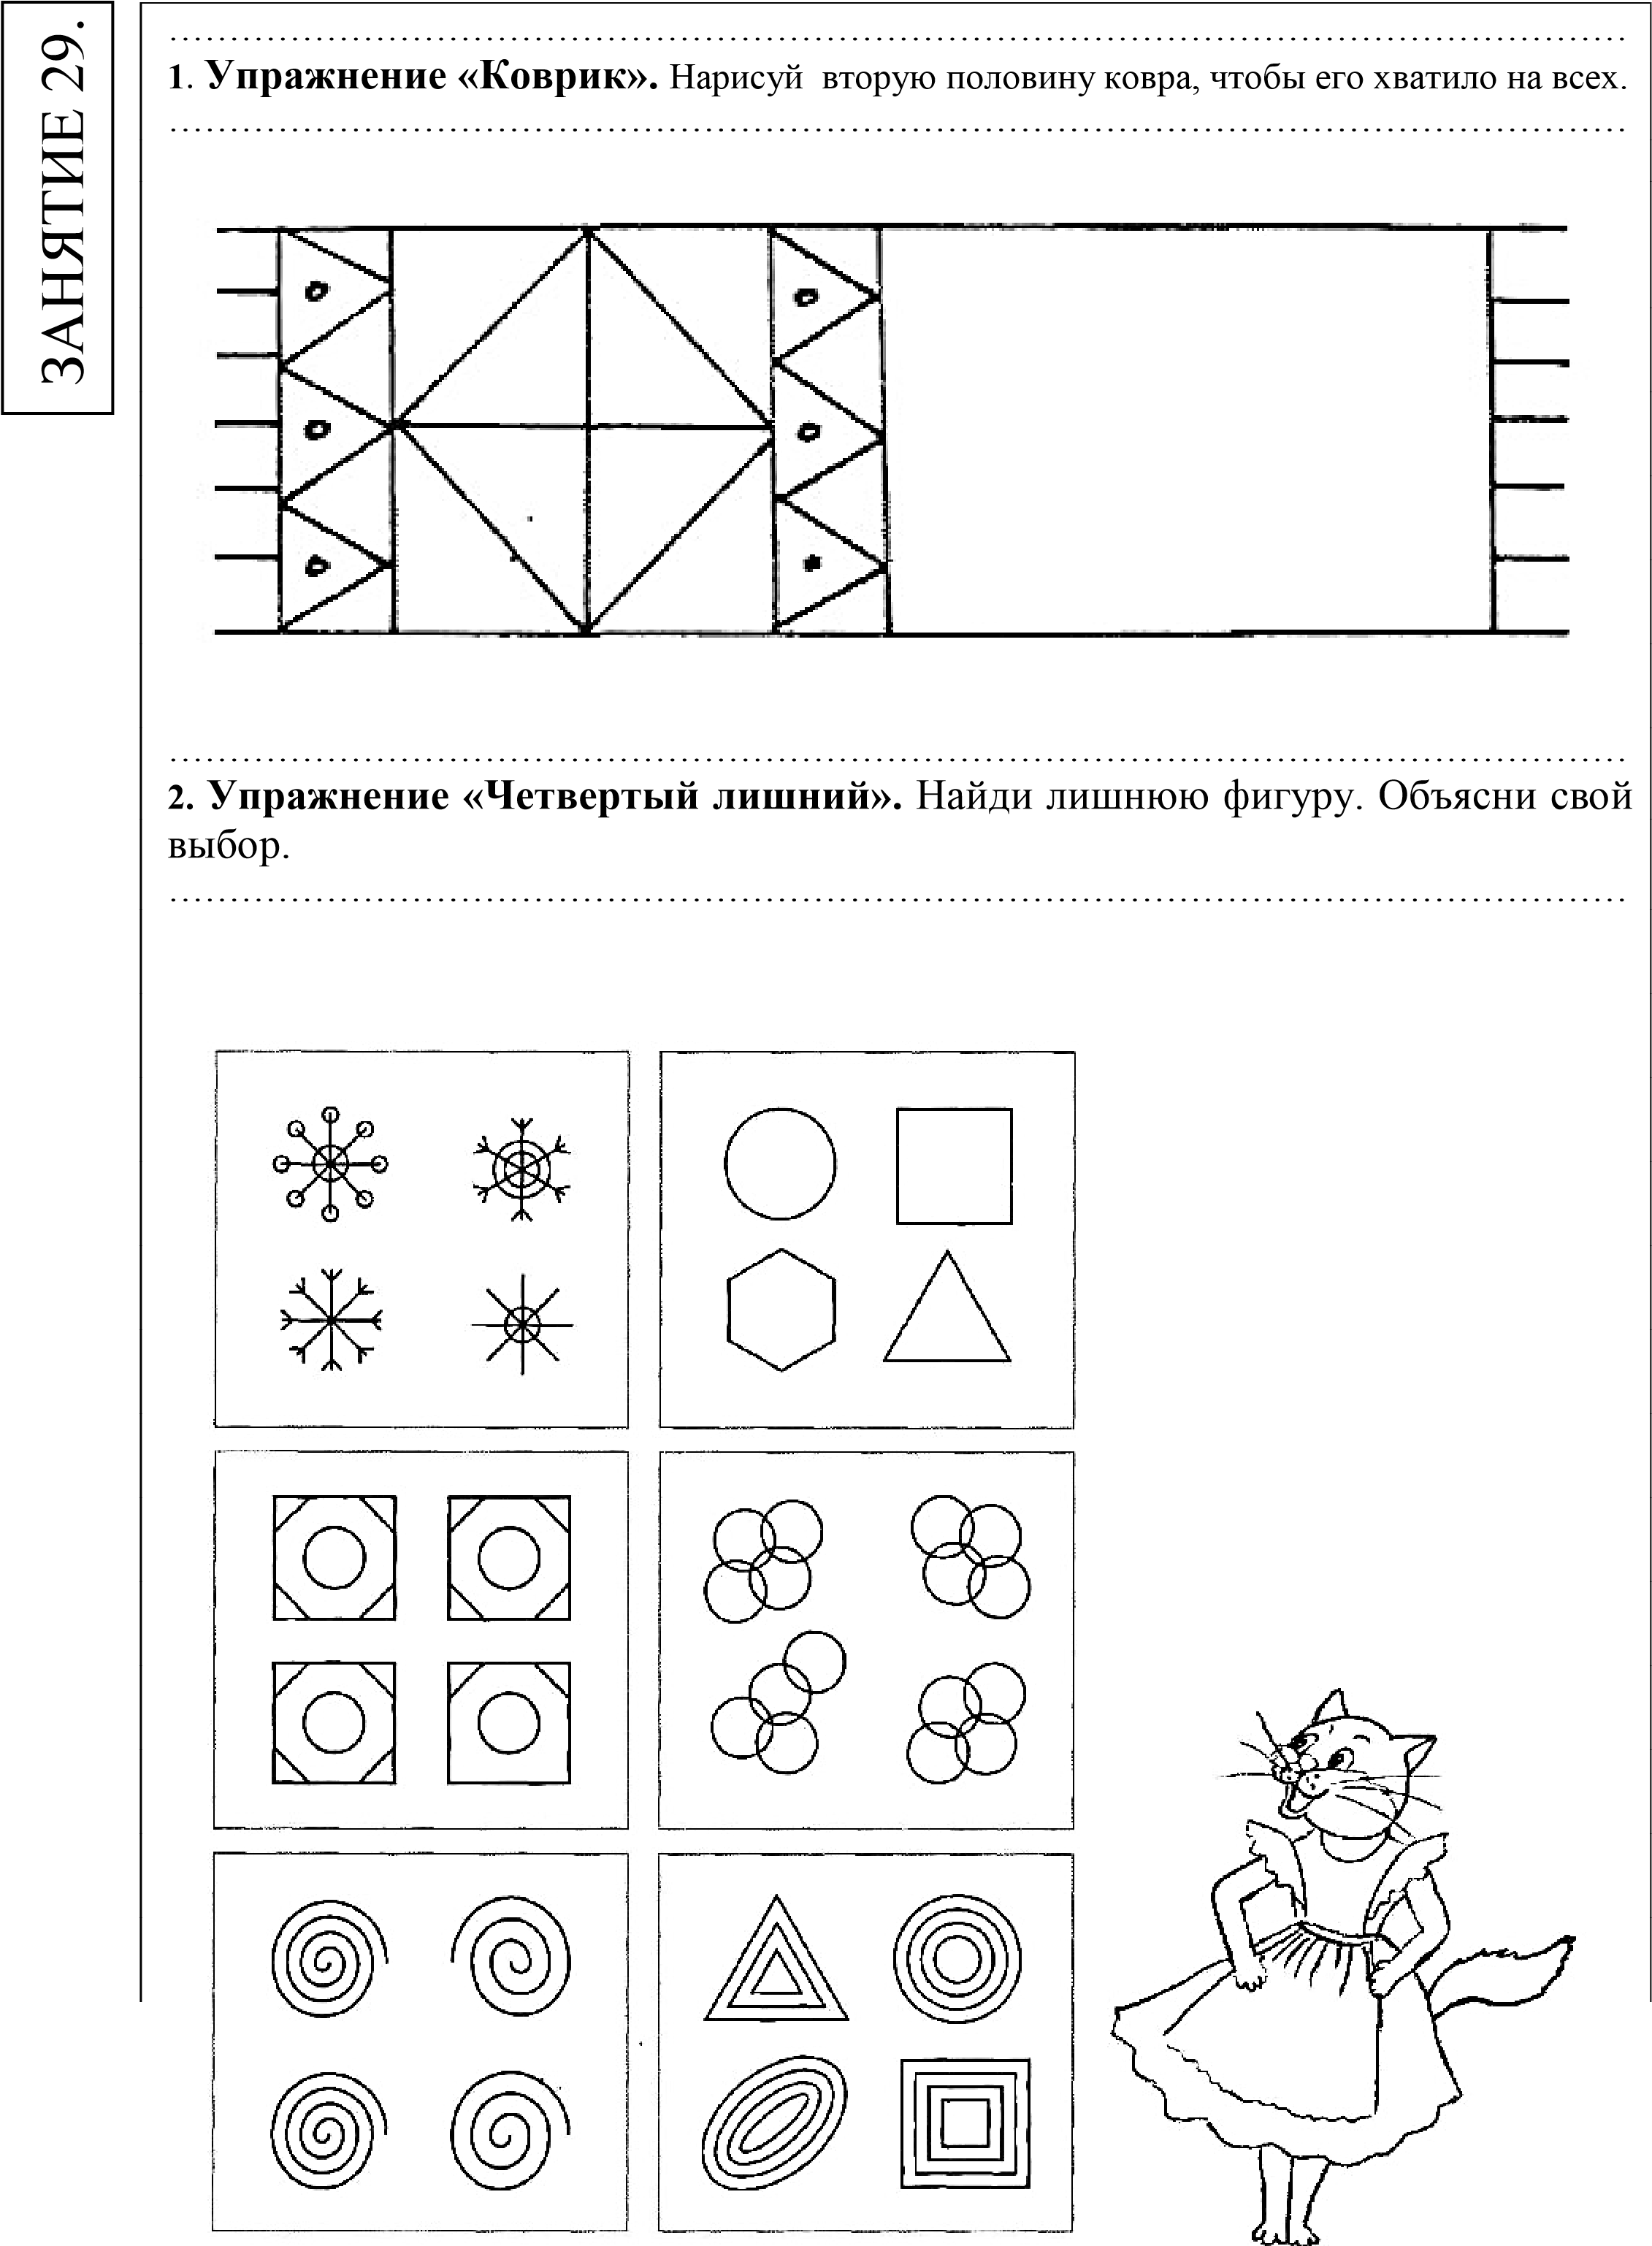 ЗАНЯТИЕ 29.
1. Упражнение «Коврик». Нарисуй вторую половину ковра, чтобы его хватило на всех.
2. Упражнение «Четвертый лишний». Найди лишнюю фигуру. Объясни свой
выбор.